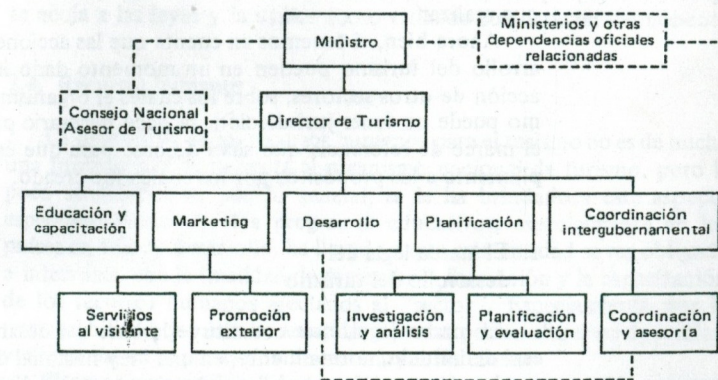 Ministro
Ministerios y otras
dependencias oficiales
relacionadas
Consejo Nacional
Asesor de Turismo
Director de Turismo
Educación y
capacitación
Marketing
Desarrollo
Planificación
Coordinación
intergubernamental
Servicios
al visitante
Promoción
exterior
Investigación
y análisis
Planificación
y evaluación
Coordinación
asesoría